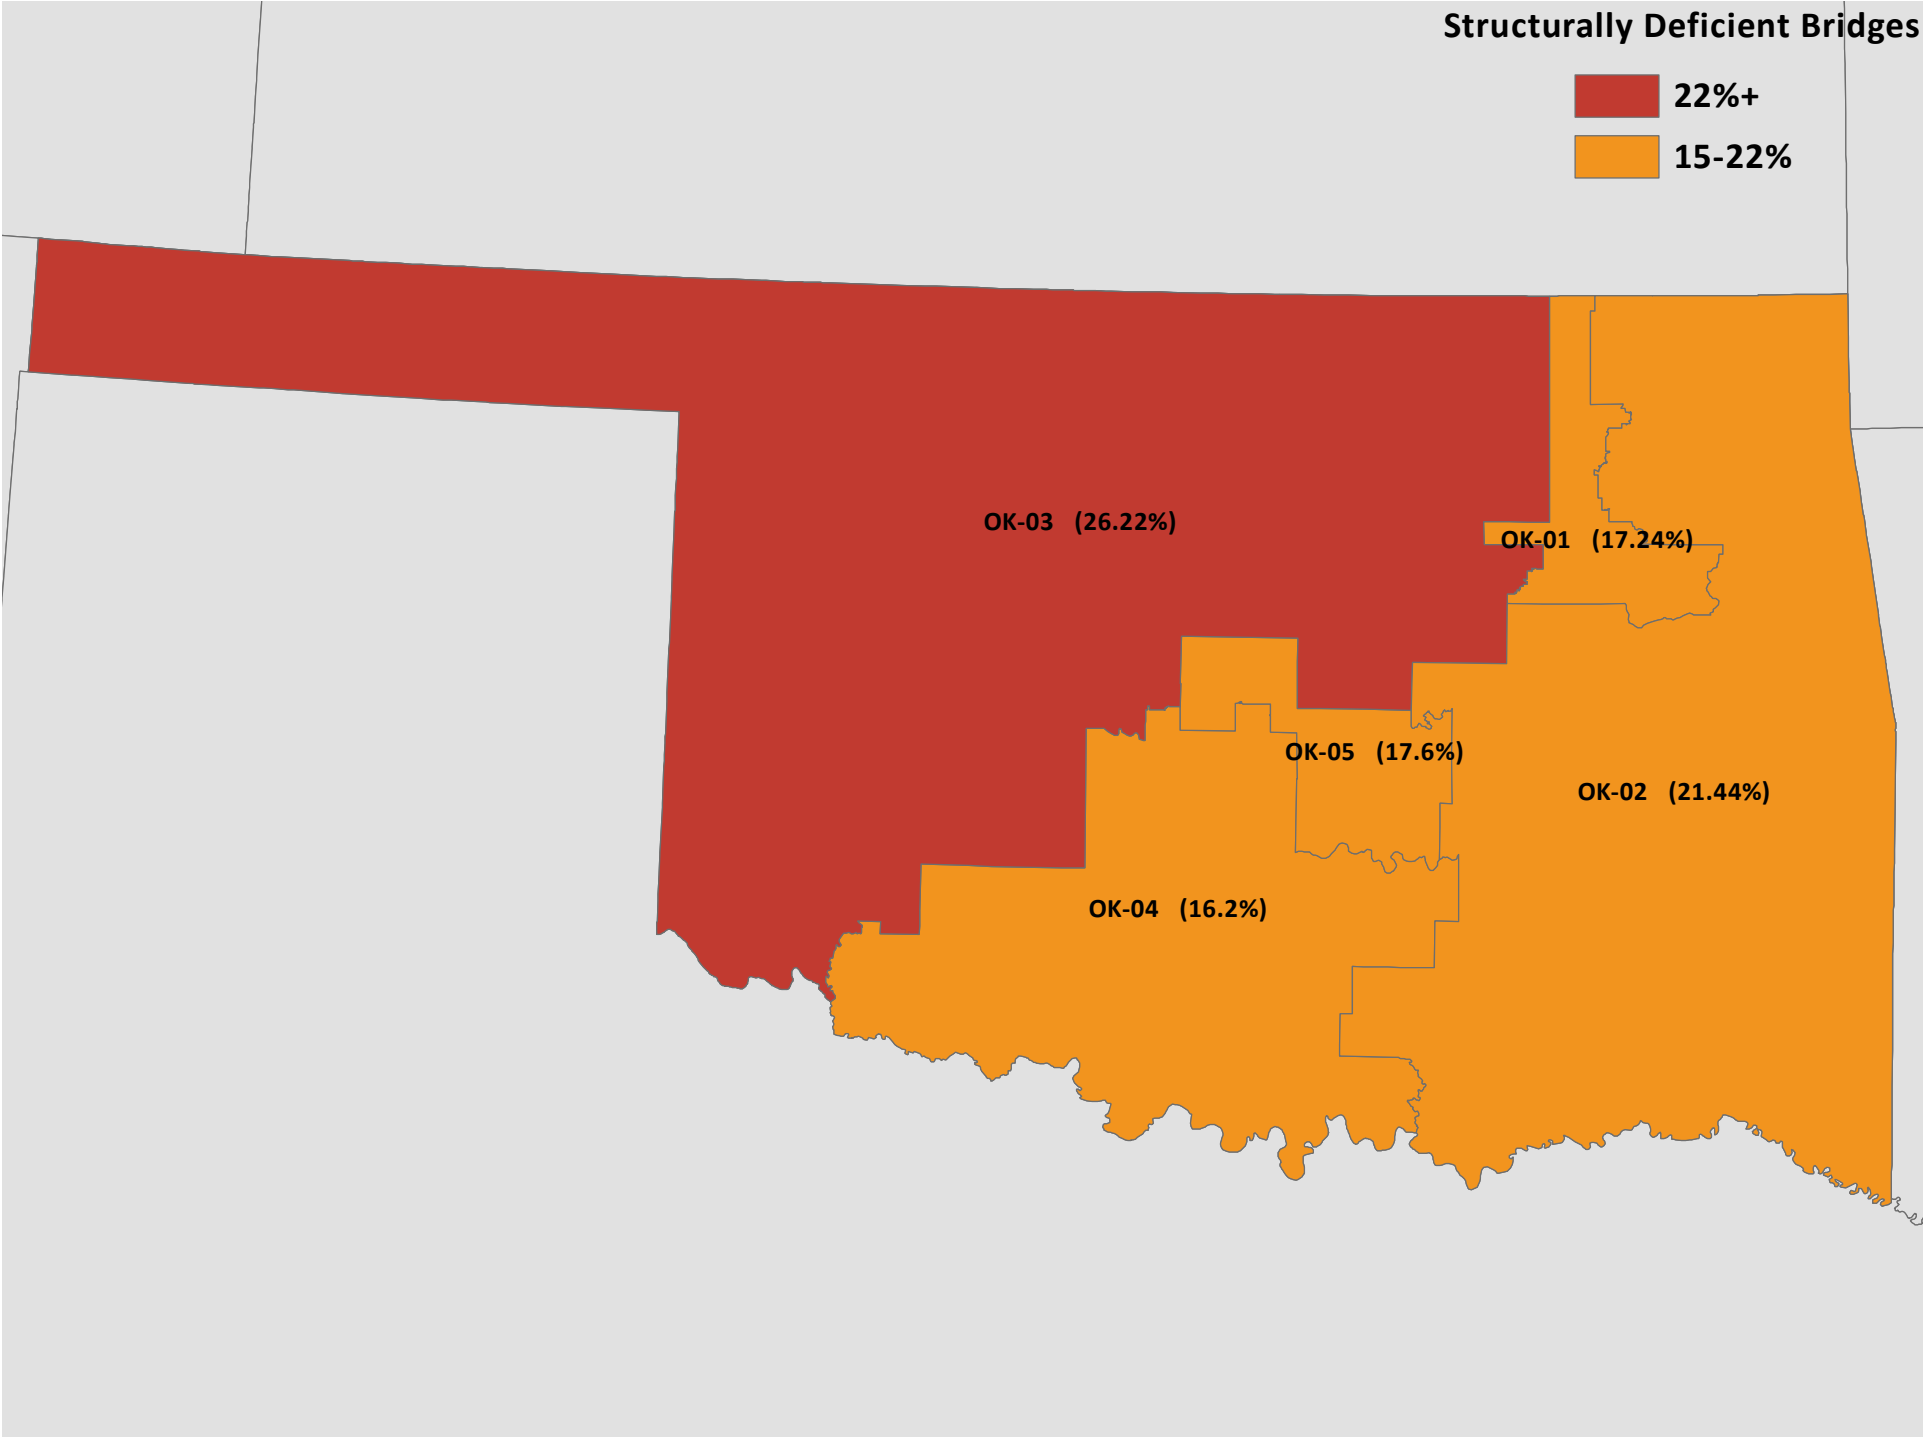 Structurally Deficient Bridges
22%+
15-22%
OK-03 (26.22%)
OK-01 (17.24%)
OK-05 (17.6%)
OK-02 (21.44%)
OK-04 (16.2%)